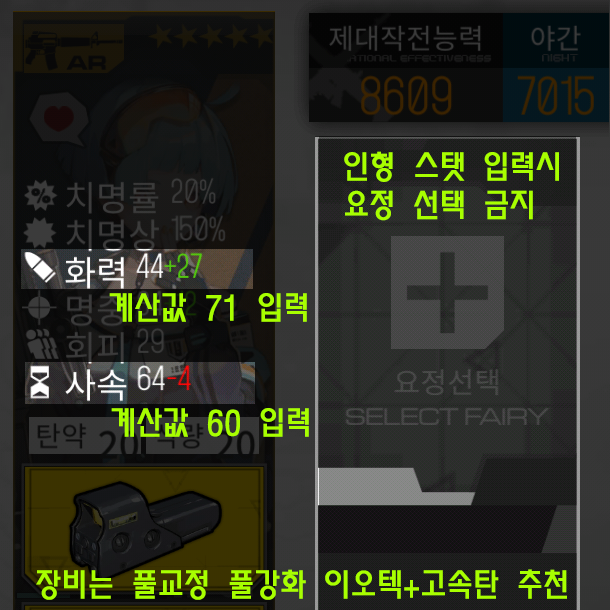 AR
제대작전능력
야간
NIGHT
8609
7015
인형 스탯 입력시
요정 선택 금지
치명률 20%
치명상 150%
화력 44+27
계산값 71 입력
회피 29
사속 64-4
계산값 60 입력
탄약
요정선택
SELECT FAIRY
장비는 풀교정 풀강화 이오텍+고속탄 추천